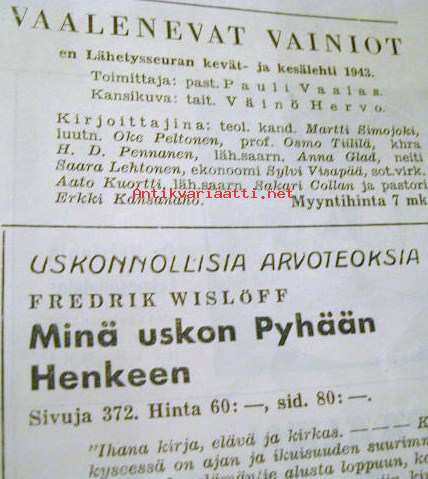 VAALENEVAT VAINIOT
en Lähetysseuran kevät- ja kesälehti 1943.
Toimittaja: past. Pauli Vaalas.
Kansikuva: tait. Väinö Hervo.
Kirjoittajina: teol. kand. Martti Simojoki,
luutn. Oke Peltonen, prof. Osmo Tiililä, khra
H. D. Pennanen, läh.saarn. Anna Glad, neiti
Saara Lehtonen, ekonoomi Sylvi Visapää, sot.virk.
Aato Kuortti, läh.saarn. Sakari Collan ja pastori
Erkki Kansanaho. Myyntihinta 7 mk
Antikvariaatti.net
USKONNOLLISIA ARVOTEOKSIA
FREDRIK WISLÖFF
Minä uskon Pyhään
Henkeen
Sivuja 372. Hinta 60: —, sid. 80: —.
"Ihana kirja, elävä ja kirkas. — — — K
kyseessä on ajan ja ikuisuuden suurimm
alusta loppuun, ka